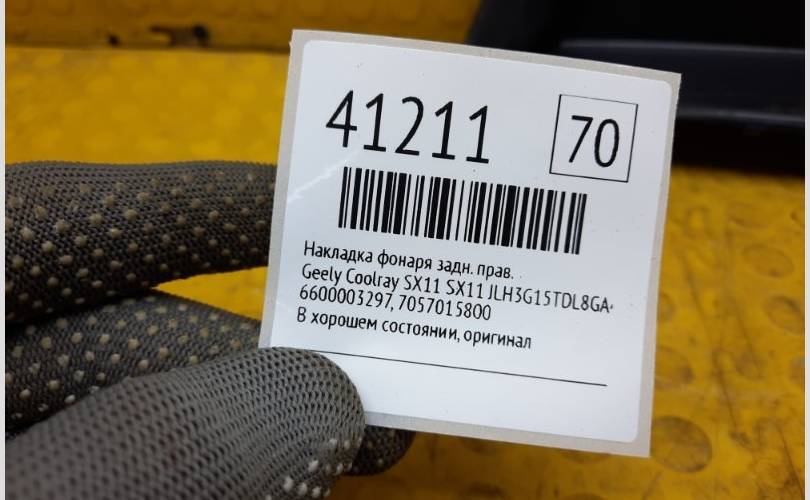 41211
70
Накладка фонаря задн. прав.
Geely Coolray SX11 SX11 JLH3G15TDL8GA-
6600003297, 7057015800
В хорошем состоянии, оригинал